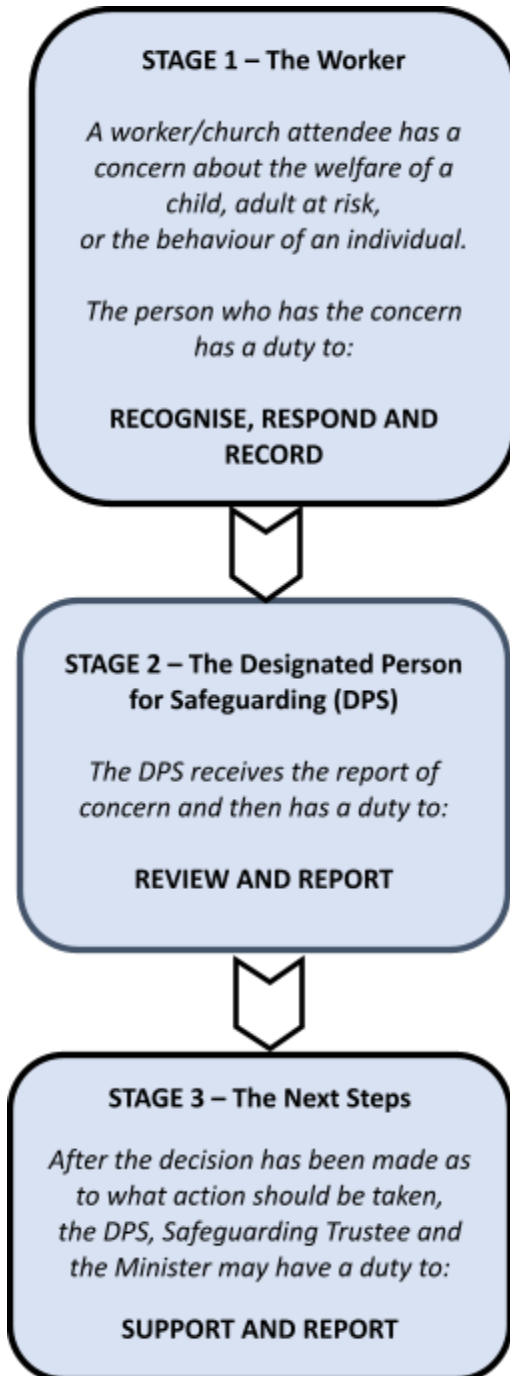 STAGE 1 – The Worker
A worker/church attendee has a
concern about the welfare of a
child, adult at risk,
or the behaviour of an individual.
The person who has the concern
has a duty to:
RECOGNISE, RESPOND AND
RECORD
STAGE 2 – The Designated Person
for Safeguarding (DPS)
The DPS receives the report of
concern and then has a duty to:
REVIEW AND REPORT
STAGE 3 – The Next Steps
After the decision has been made as
to what action should be taken,
the DPS, Safeguarding Trustee and
the Minister may have a duty to:
SUPPORT AND REPORT